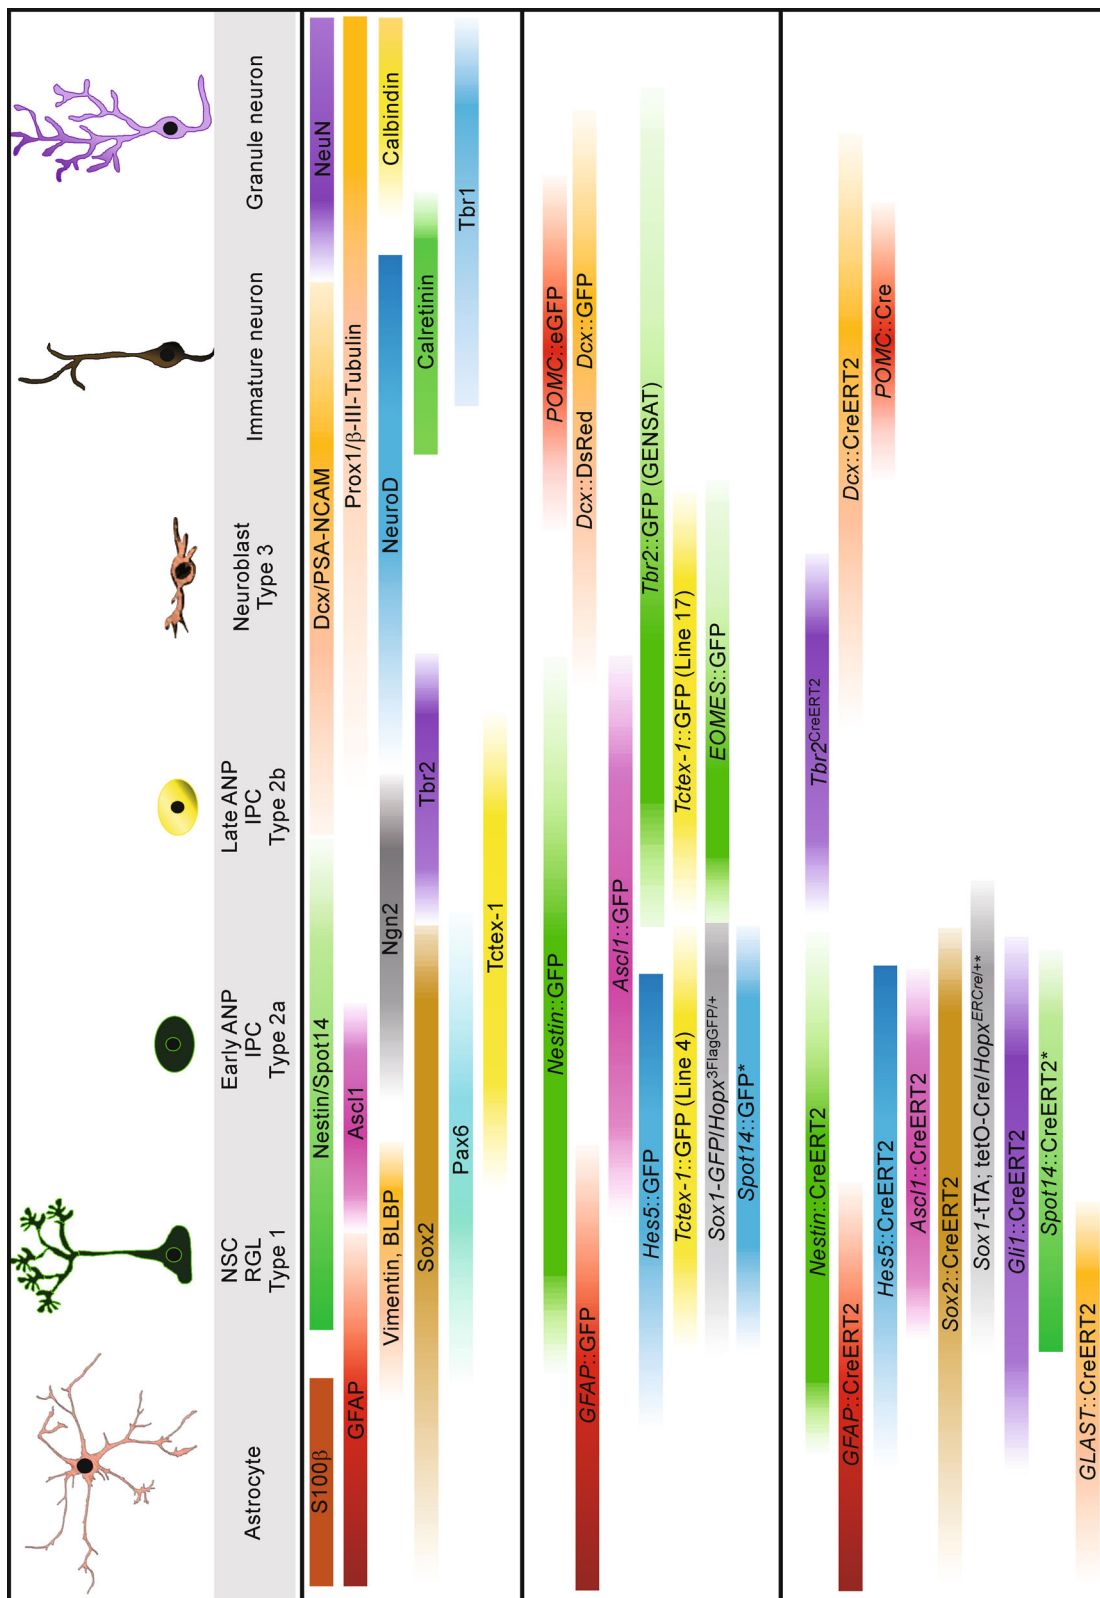 Astrocyte
NSC
RGL
Type 1
Early ANP
IPC
Type 2a
Late ANP
IPC
Type 2b
Neuroblast
Type 3
Immature neuron
Granule neuron
S100β
Nestin/Spot14
Dcx/PSA-NCAM
NeuN
GFAP
Ascl1
Prox1/β-III-Tubulin
Vimentin, BLBP
Ngn2
NeuroD
Calbindin
Sox2
Tbr2
Calretinin
Pax6
Tbr1
Tctex-1
Nestin::GFP
POMC::eGFP
GFAP::GFP
Dcx::DsRed
Dcx::GFP
Ascl1::GFP
Hes5::GFP
Tbr2::GFP (GENSAT)
Tctex-1::GFP (Line 4)
Tctex-1::GFP (Line 17)
Sox1-GFP/Hopx3FlagGFP/+
EOMES::GFP
Spot14::GFP*
Nestin::CreERT2
Tbr2CreERT2
GFAP::CreERT2
Dcx::CreERT2
Hes5::CreERT2
POMC::Cre
Ascl1::CreERT2
Sox2::CreERT2
Sox1-tTA; tetO-Cre/HopxERCre/+*
Gli1::CreERT2
Spot14::CreERT2*
GLAST::CreERT2